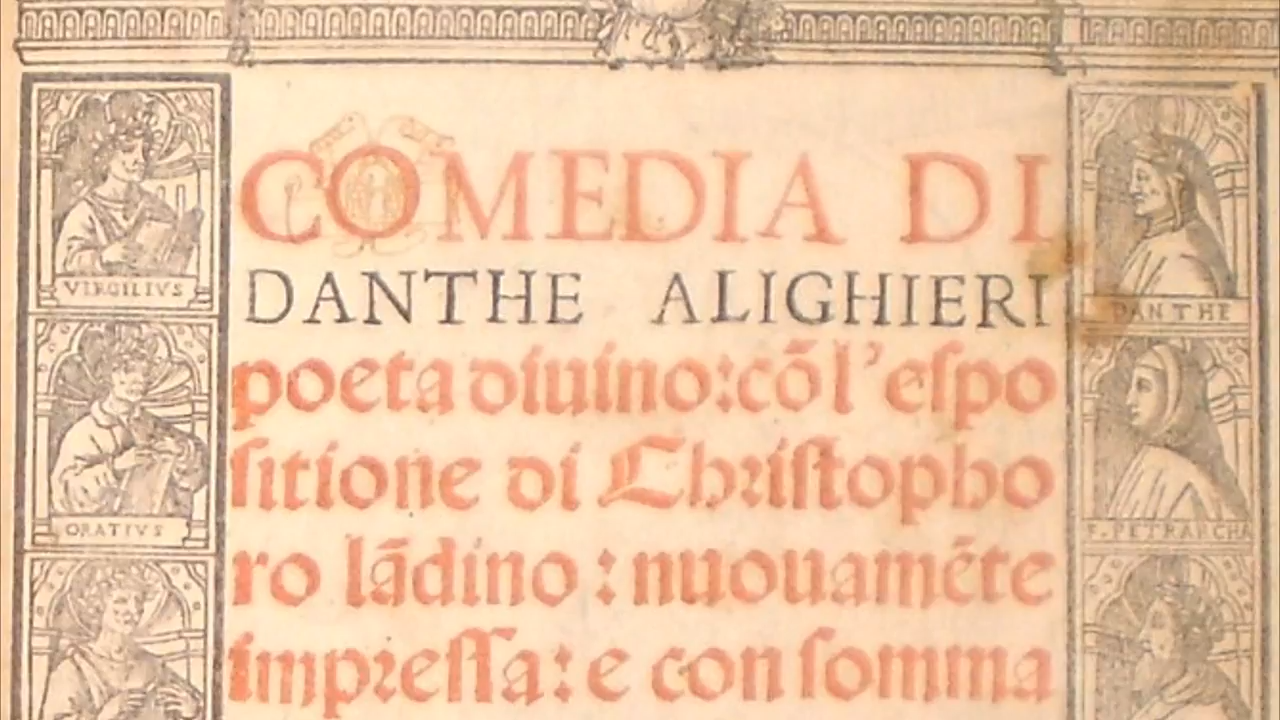 COMEDIA DI
DANTHE ALIGHIERI
poeta diuino: cõ l'eſpo
ſitione di Chriſtopho
ro lãdino: nuouamẽte
impreſſa: e con ſomma
VIRGILIVS
ORATIVS
DANTHE
F. PETRARCHA